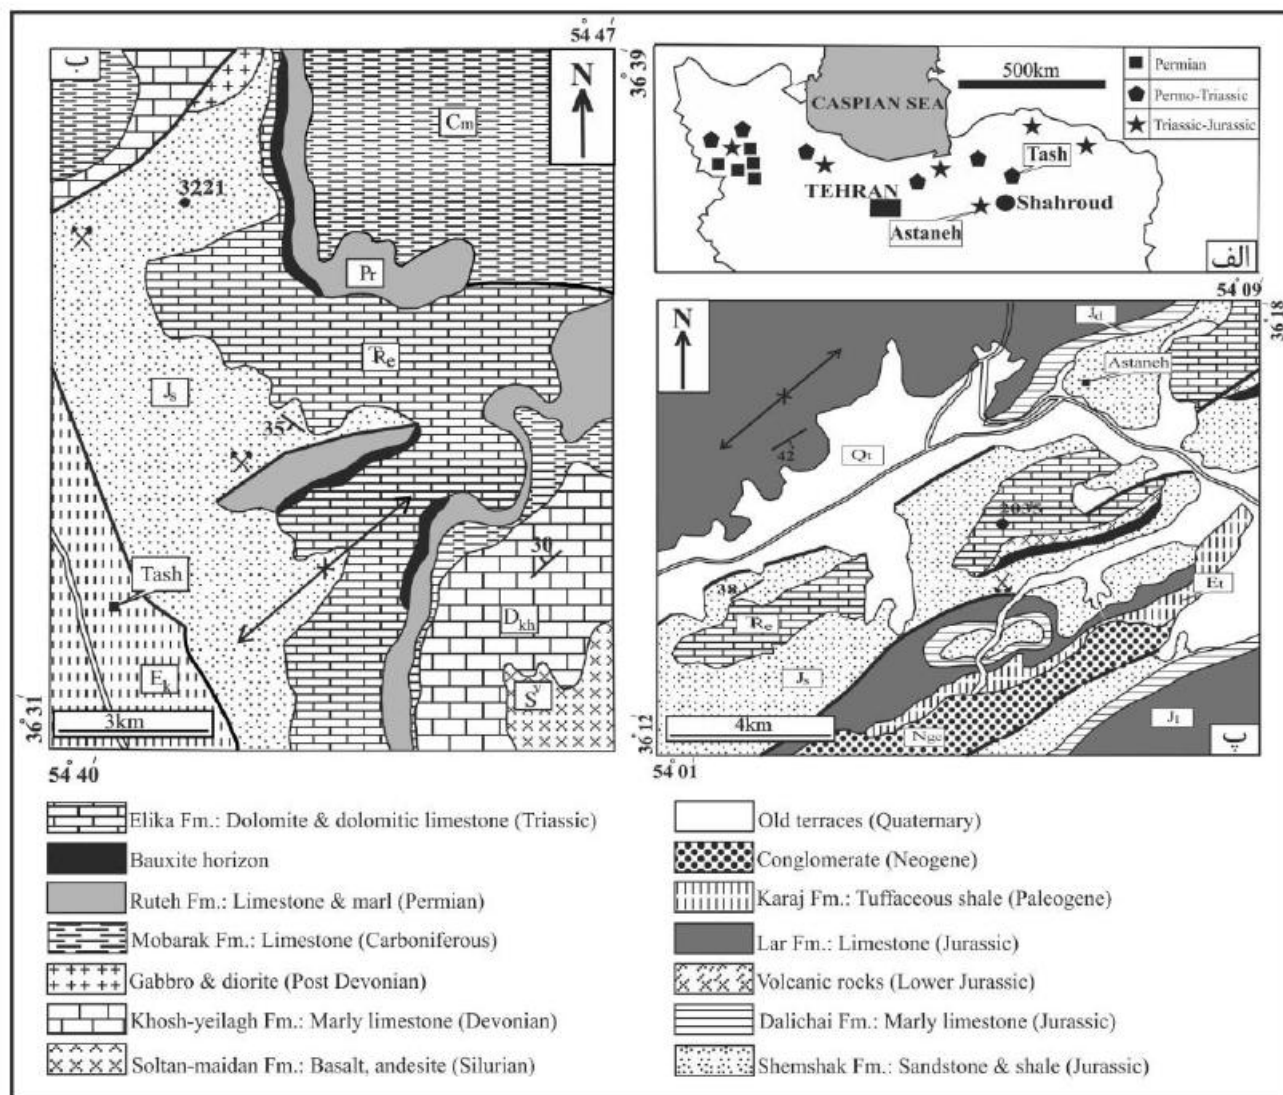 54° 47′
36° 39′
ب
N
Cm
3221
Pr
TRe
Js
35
30
Tash
Dkh
Ek
Sv
3km
36° 31′
54° 40′
500km
Permian
Permo-Triassic
Triassic-Jurassic
CASPIAN SEA
Tash
TEHRAN
Shahroud
Astaneh
الف
54° 09′
36° 18′
N
Jd
Astaneh
42
Qt
2035
38
Et
TRe
Js
4km
Ngc
Jl
پ
36° 12′
54° 01′
Elika Fm.: Dolomite & dolomitic limestone (Triassic)
Bauxite horizon
Ruteh Fm.: Limestone & marl (Permian)
Mobarak Fm.: Limestone (Carboniferous)
Gabbro & diorite (Post Devonian)
Khosh-yeilagh Fm.: Marly limestone (Devonian)
Soltan-maidan Fm.: Basalt, andesite (Silurian)
Old terraces (Quaternary)
Conglomerate (Neogene)
Karaj Fm.: Tuffaceous shale (Paleogene)
Lar Fm.: Limestone (Jurassic)
Volcanic rocks (Lower Jurassic)
Dalichai Fm.: Marly limestone (Jurassic)
Shemshak Fm.: Sandstone & shale (Jurassic)